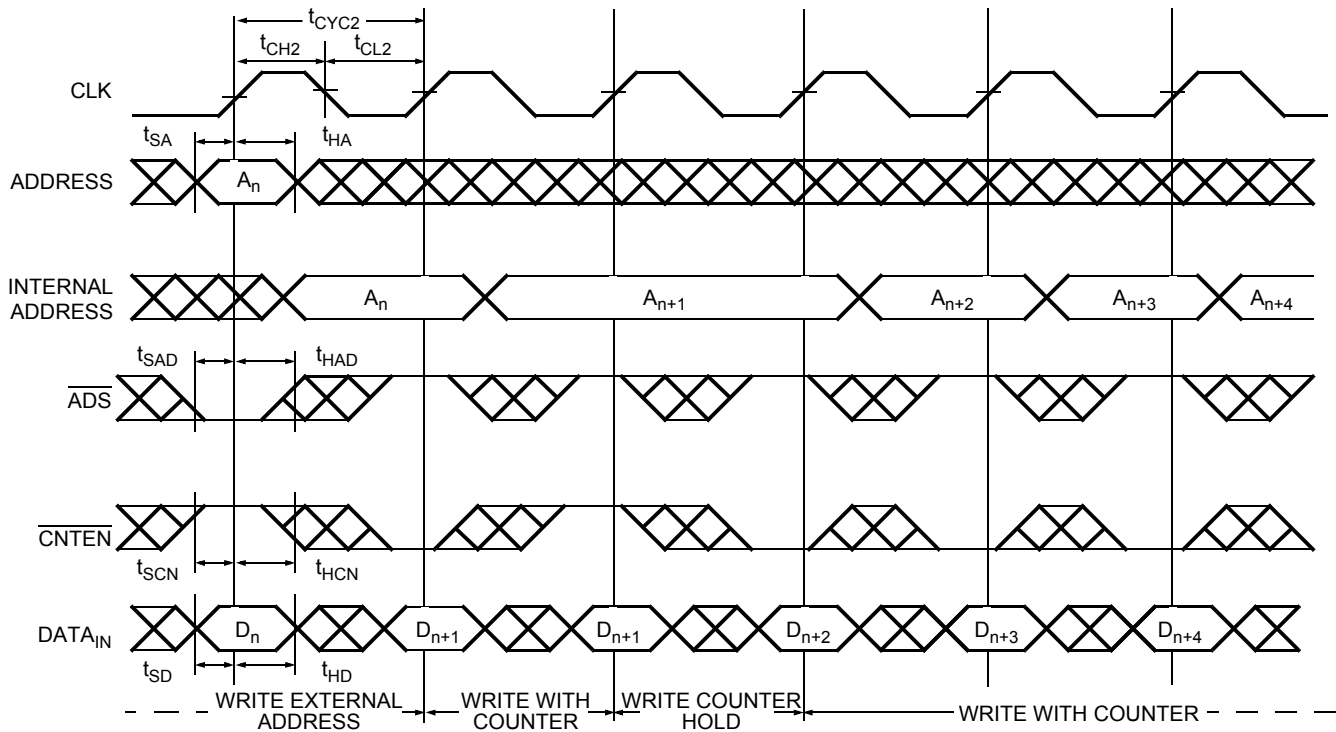 tCYC2
tCH2 tCL2
CLK
tSA tHA
ADDRESS An
INTERNAL
ADDRESS
An An+1 An+2 An+3 An+4
tSAD tHAD
ADS
CNTEN
tSCN tHCN
DATAIN Dn Dn+1 Dn+1 Dn+2 Dn+3 Dn+4
tSD tHD
WRITE EXTERNAL
ADDRESS
WRITE WITH
COUNTER
WRITE COUNTER
HOLD
WRITE WITH COUNTER